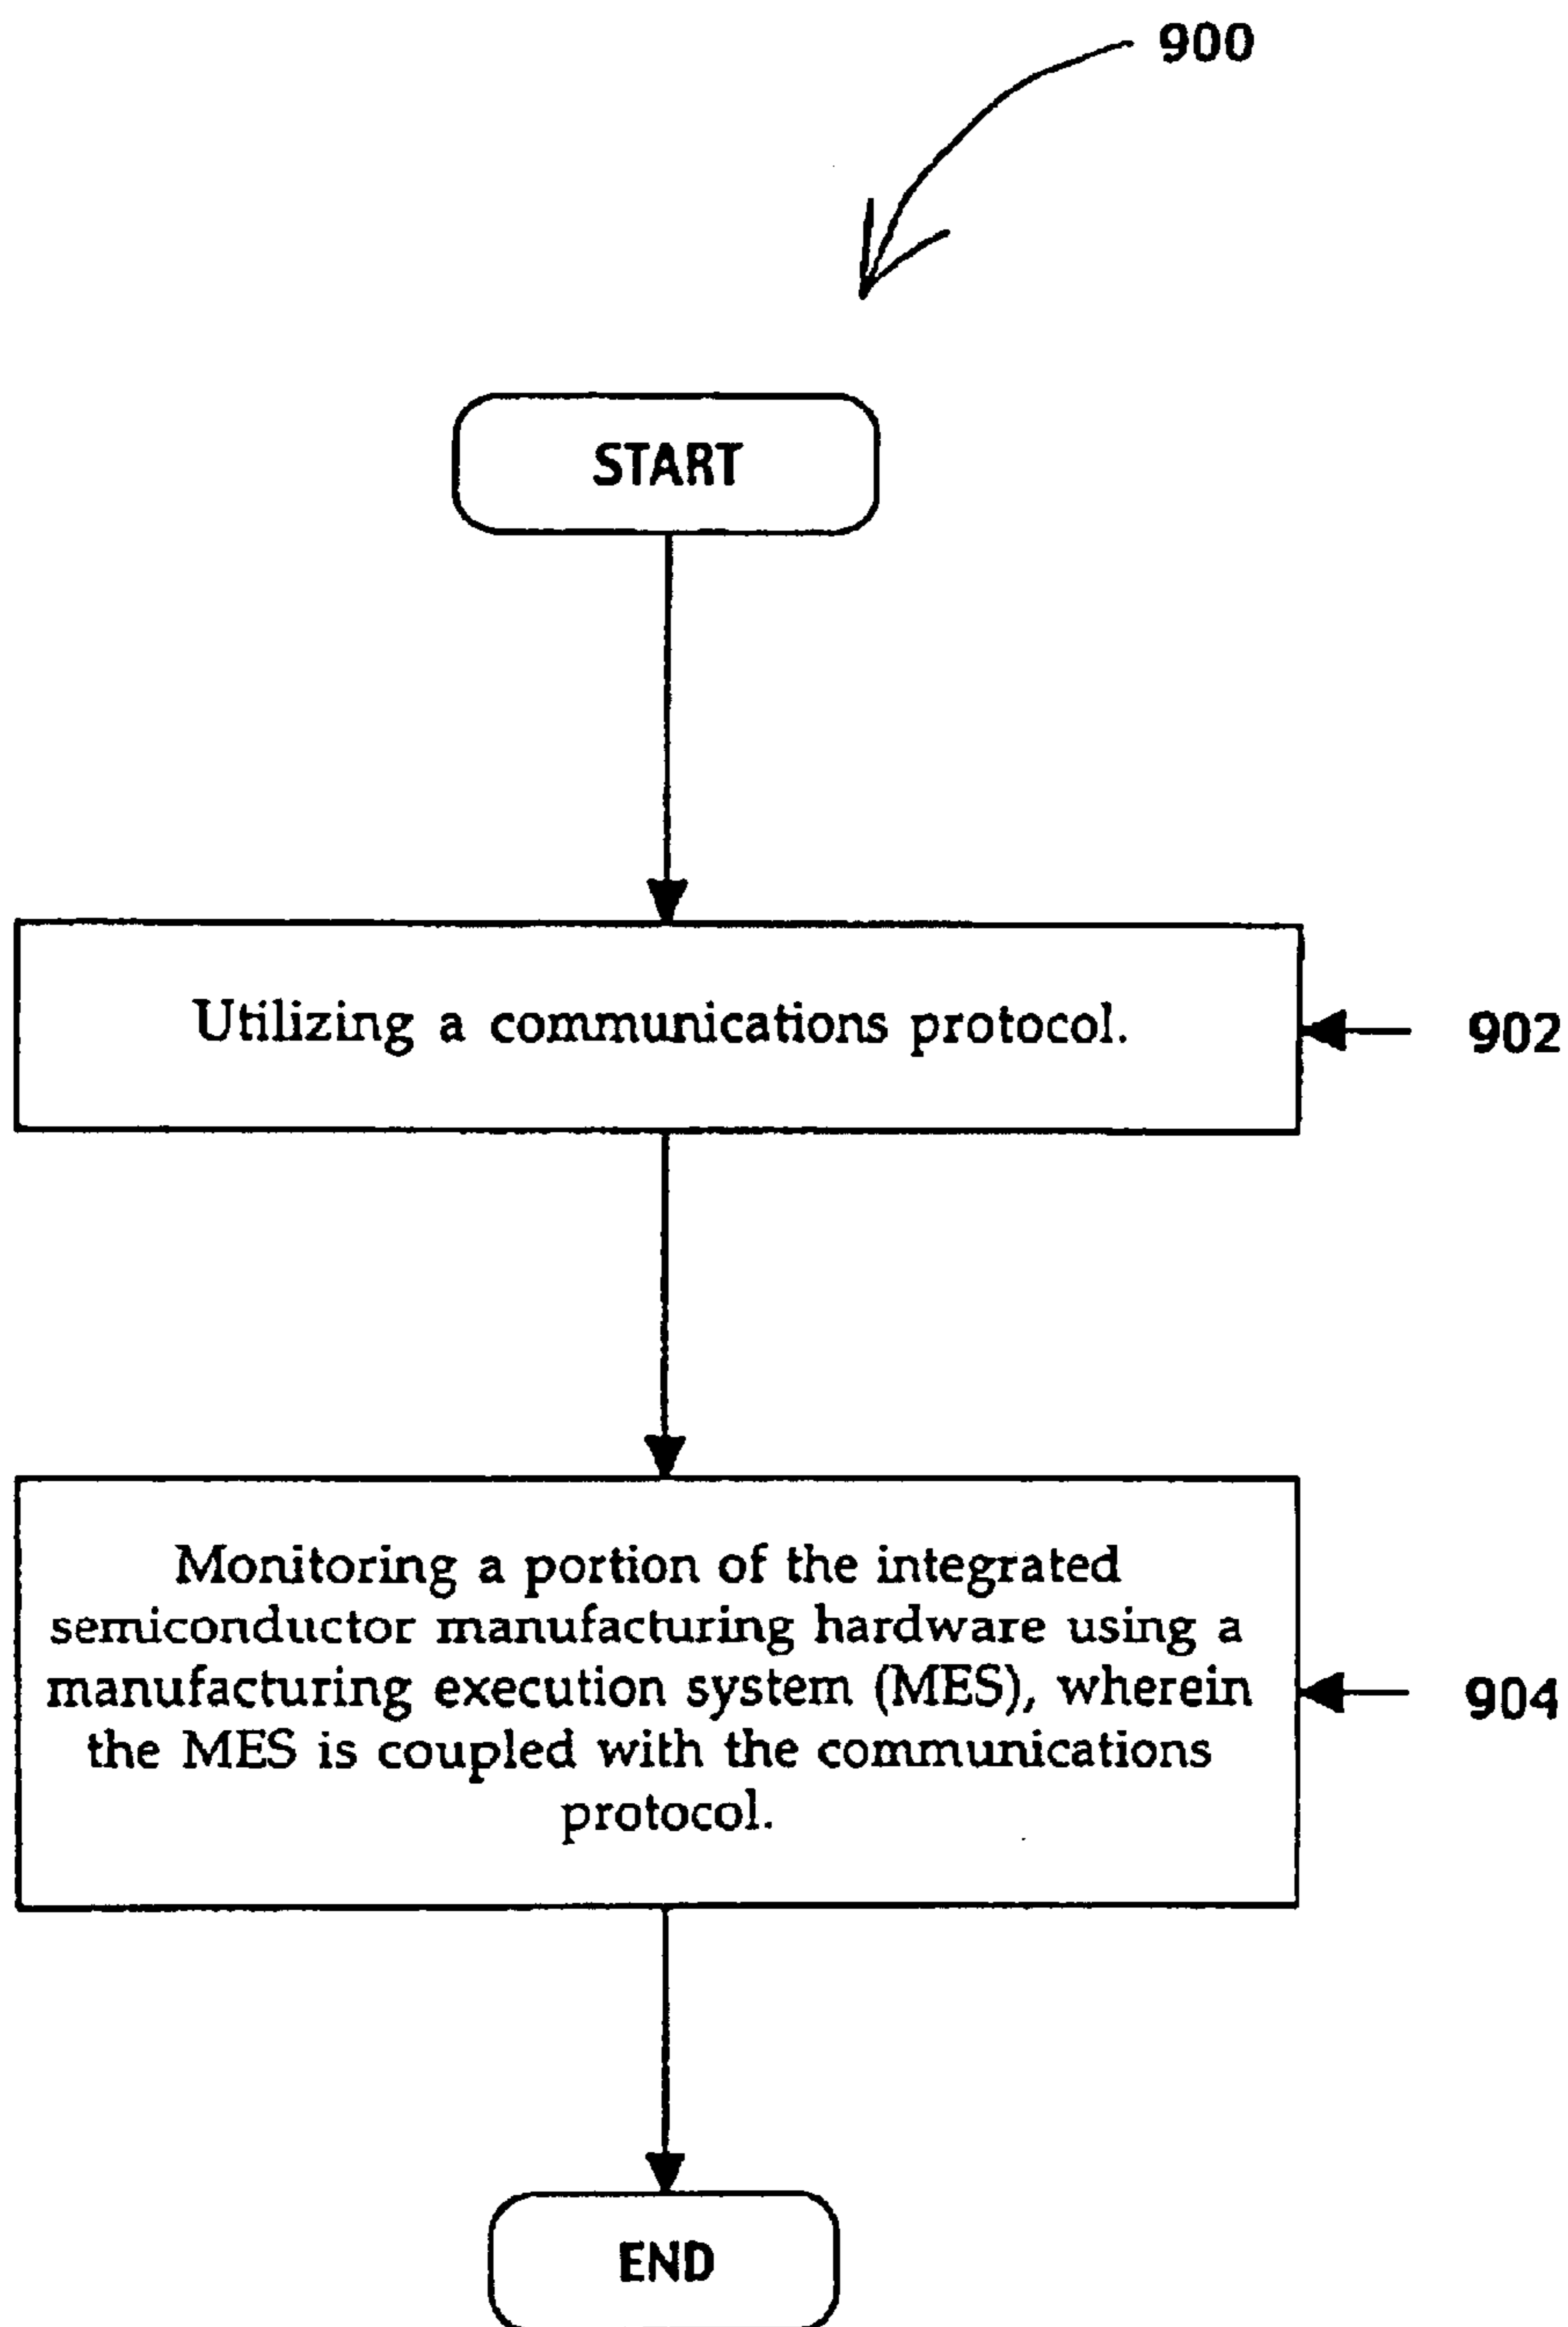 900
START
Utilizing a communications protocol.
902
Monitoring a portion of the integrated
semiconductor manufacturing hardware using a
manufacturing execution system (MES), wherein
the MES is coupled with the communications
protocol.
904
END